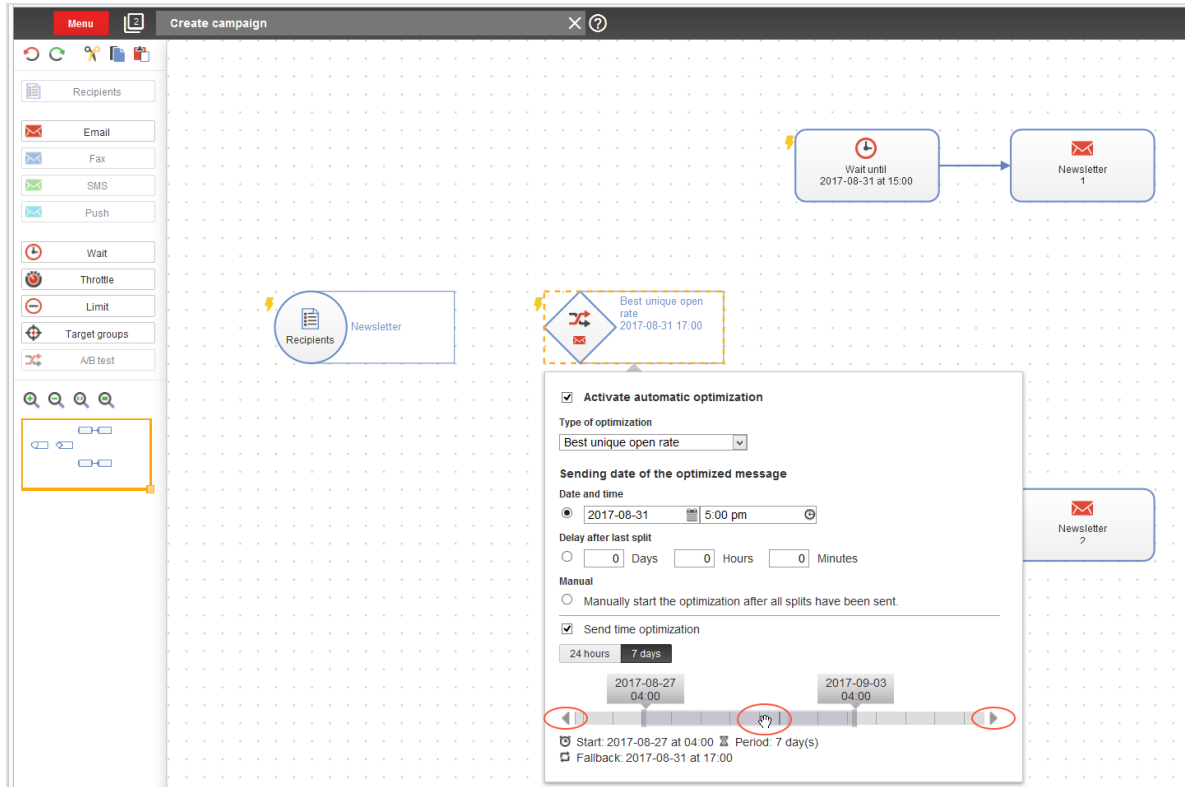 Menu
2
Create campaign
Recipients
Email
Fax
SMS
Push
Wait
Throttle
Limit
Target groups
A/B test
Wait until
2017-08-31 at 15:00
Newsletter
1
Recipients
Newsletter
Best unique open
rate
2017-08-31 17:00
Newsletter
2
Activate automatic optimization
Type of optimization
Best unique open rate
Sending date of the optimized message
Date and time
2017-08-31 5:00 pm
Delay after last split
0 Days 0 Hours 0 Minutes
Manual
Manually start the optimization after all splits have been sent.
Send time optimization
24 hours 7 days
2017-08-27
04:00
2017-09-03
04:00
Start: 2017-08-27 at 04:00 Period: 7 day(s)
Fallback: 2017-08-31 at 17:00